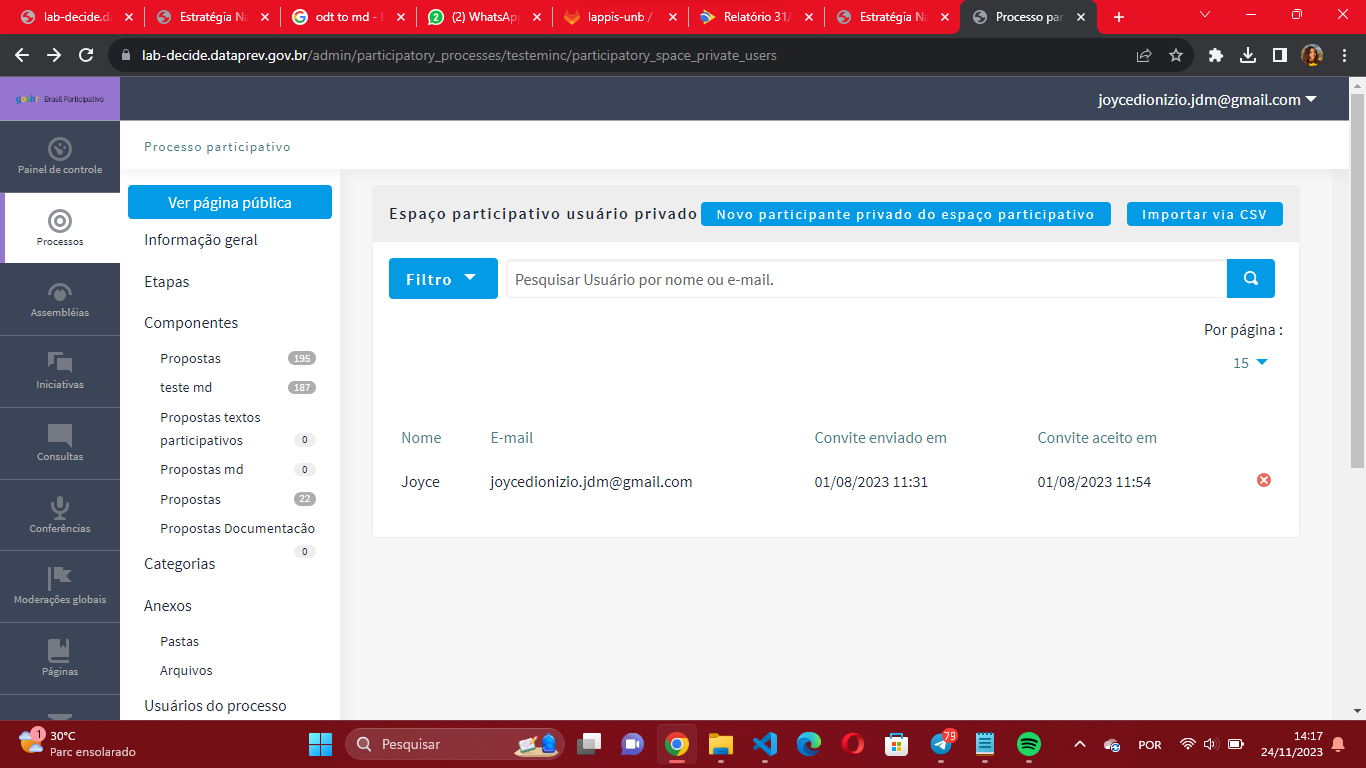 lab-decide.da
Estratégia Na
odt to md -
(2) WhatsApp
lappis-unb /
Relatório 31/
Estratégia Na
Processo par
lab-decide.dataprev.gov.br/admin/participatory_processes/testeminc/participatory_space_private_users
gov.br Brasil Participativo
joycedionizio.jdm@gmail.com
Processo participativo
Painel de controle
Processos
Assembléias
Iniciativas
Consultas
Conferências
Moderações globais
Páginas
Ver página pública
Informação geral
Etapas
Componentes
Propostas 195
teste md 187
Propostas textos
participativos 0
Propostas md 0
Propostas 22
Propostas Documentacão
0
Categorias
Anexos
Pastas
Arquivos
Usuários do processo
Espaço participativo usuário privado Novo participante privado do espaço participativo Importar via CSV
Filtro Pesquisar Usuário por nome ou e-mail.
Por página :
15
Nome E-mail Convite enviado em Convite aceito em
Joyce joycedionizio.jdm@gmail.com 01/08/2023 11:31 01/08/2023 11:54
1
30°C
Parc ensolarado
Pesquisar
79
POR
14:17
24/11/2023